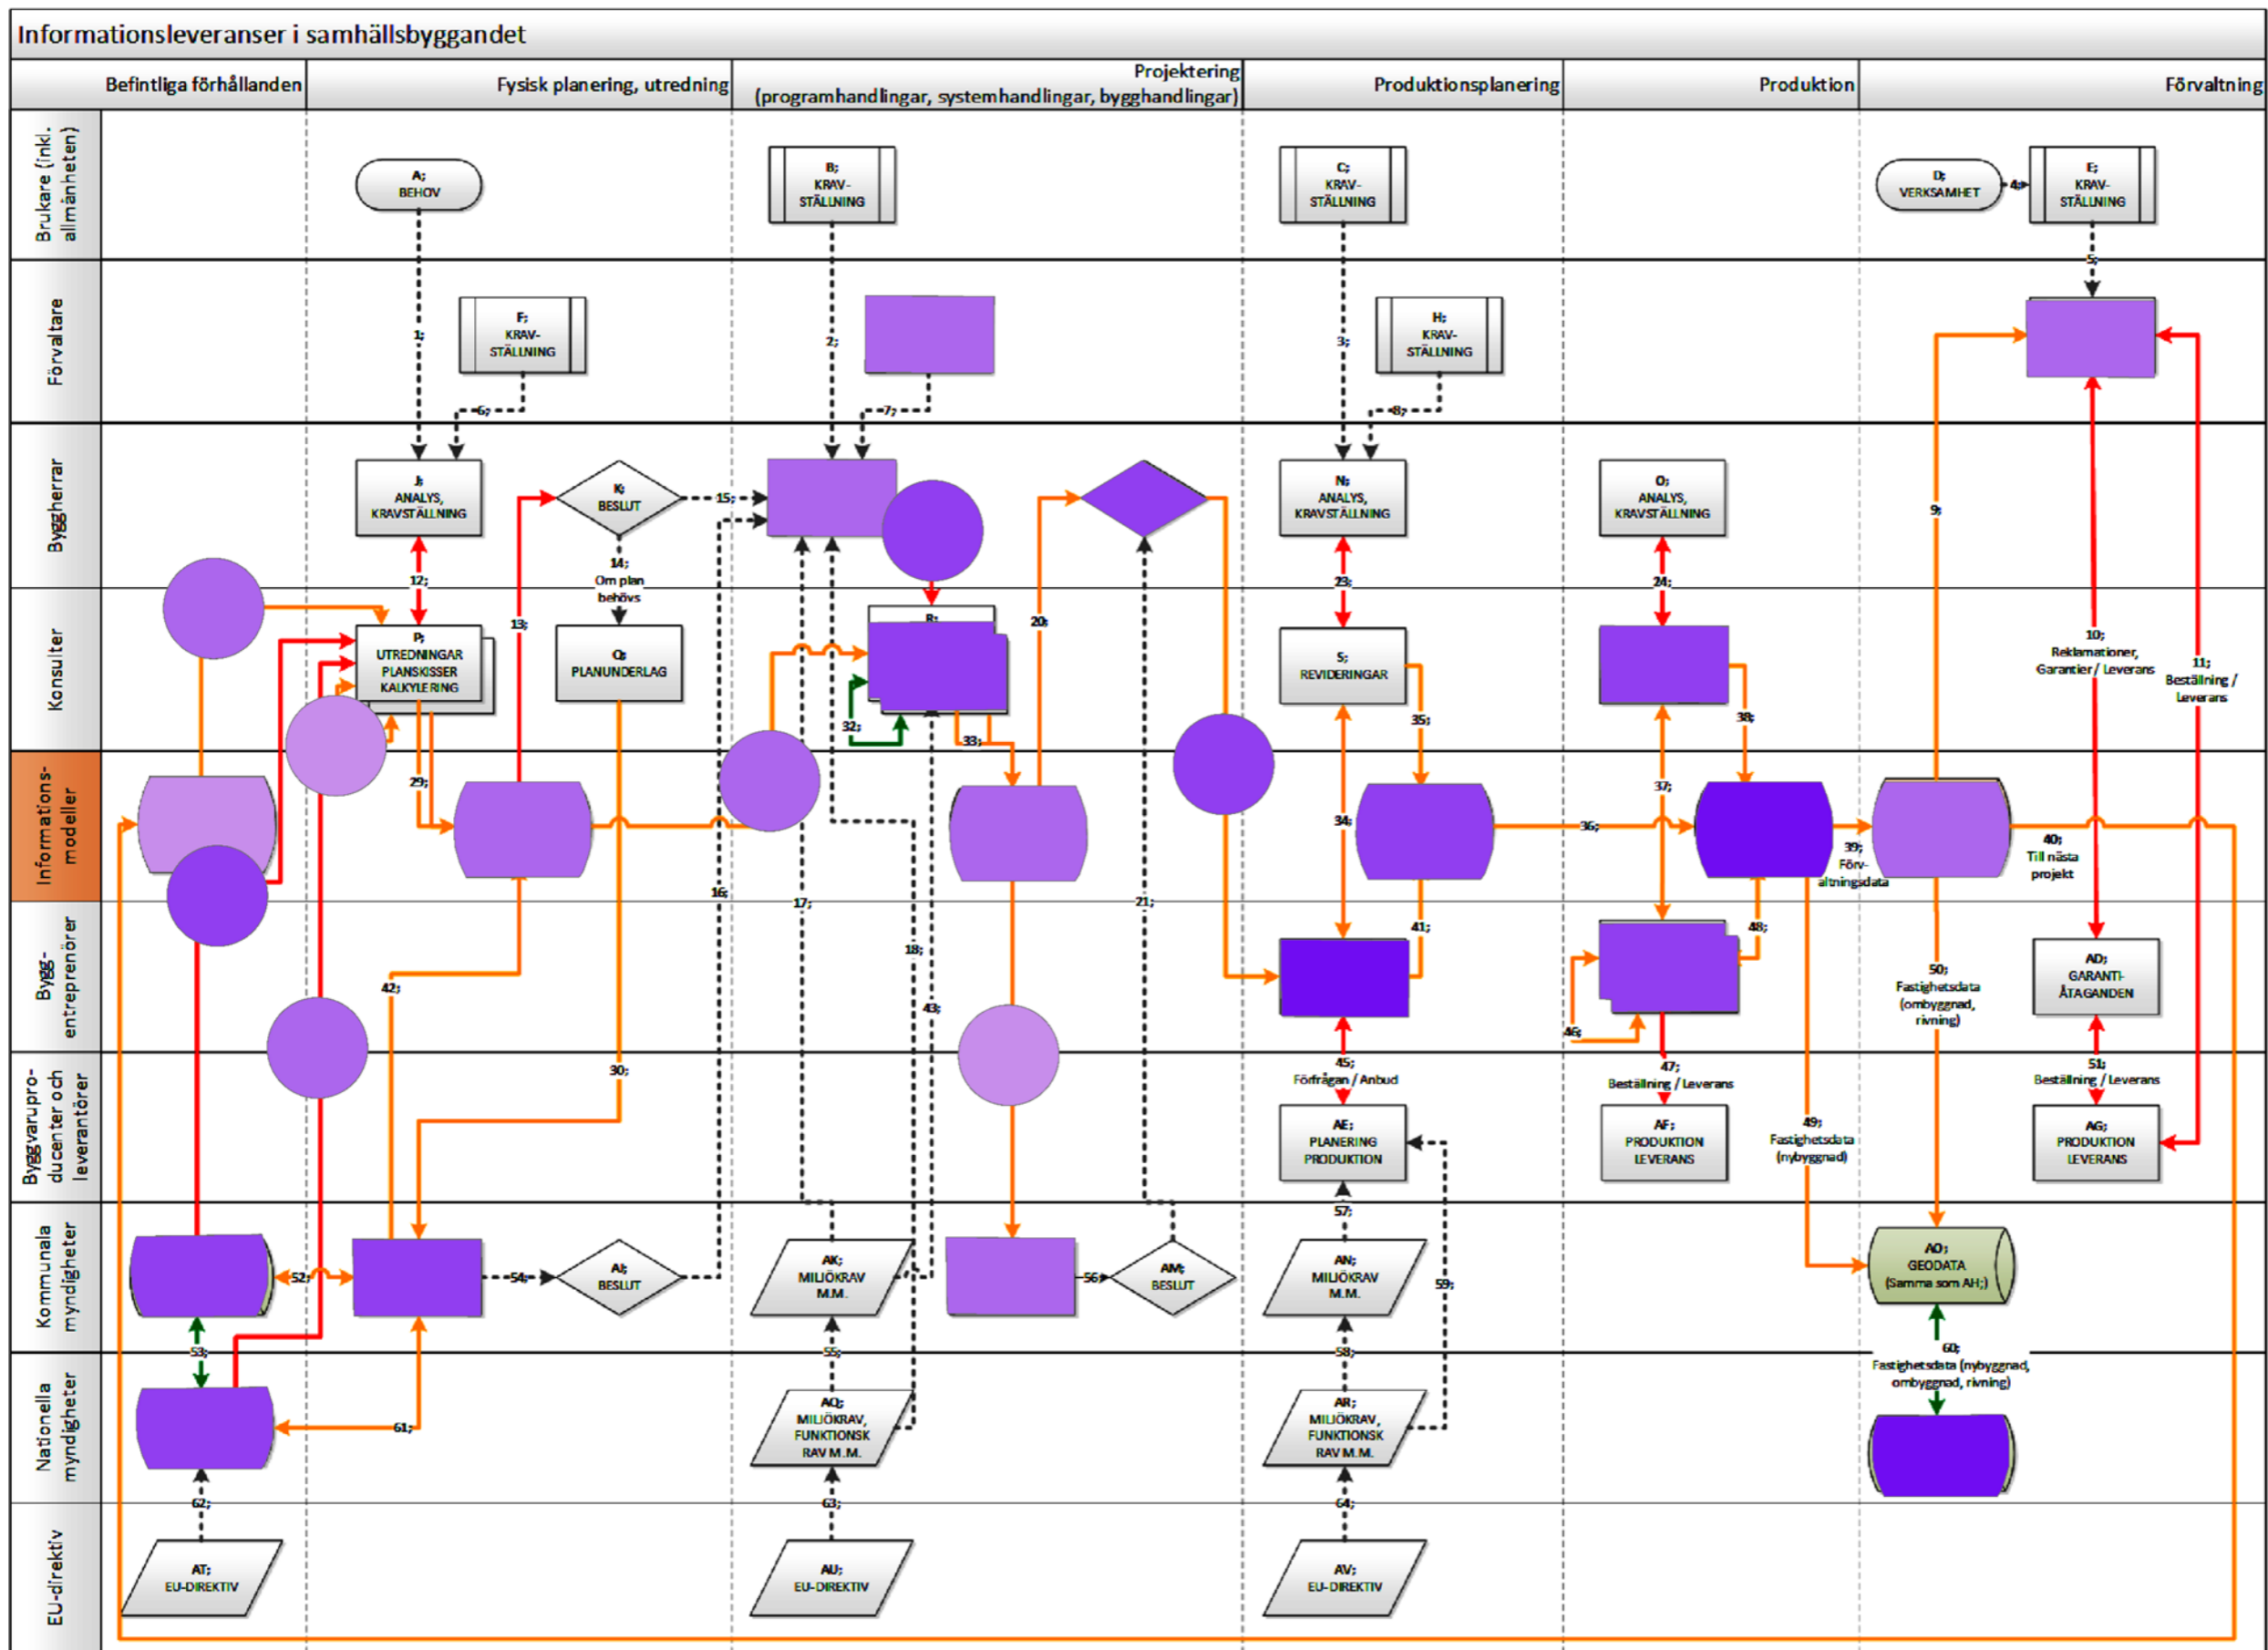 Informationsleveranser i samhällsbyggandet
Befintliga förhållanden
Fysisk planering, utredning
Projektering
(programhandlingar, systemhandlingar, bygghandlingar)
Produktionsplanering
Produktion
Förvaltning
Brukare (inkl.
allmänheten)
A;
BEHOV
B;
KRAV-
STÄLLNING
C;
KRAV-
STÄLLNING
D;
VERKSAMHET
4;
E;
KRAV-
STÄLLNING
5;
Förvaltare
1;
F;
KRAV-
STÄLLNING
6;
2;
7;
3;
H;
KRAV-
STÄLLNING
8;
Byggherrar
J;
ANALYS,
KRAVSTÄLLNING
K;
BESLUT
15;
14;
Om plan
behövs
12;
13;
N;
ANALYS,
KRAVSTÄLLNING
23;
O;
ANALYS,
KRAVSTÄLLNING
24;
9;
Konsulter
P;
UTREDNINGAR
PLANSKISSER
KALKYLERING
Q;
PLANUNDERLAG
R;
32;
33;
20;
S;
REVIDERINGAR
35;
38;
10;
Reklamationer,
Garantier / Leverans
11;
Beställning /
Leverans
Informations-
modeller
29;
16;
17;
21;
34;
36;
37;
39;
Förv-
altningsdata
40;
Till nästa
projekt
Bygg-
entreprenörer
42;
18;
43;
41;
48;
46;
50;
Fastighetsdata
(ombyggnad,
rivning)
AD;
GARANTI-
ÅTAGANDEN
Byggvarupro-
ducenter och
leverantörer
30;
45;
Förfrågan / Anbud
AE;
PLANERING
PRODUKTION
47;
Beställning / Leverans
AF;
PRODUKTION
LEVERANS
49;
Fastighetsdata
(nybyggnad)
51;
Beställning / Leverans
AG;
PRODUKTION
LEVERANS
Kommunala
myndigheter
52;
54;
AJ;
BESLUT
AK;
MILJÖKRAV
M.M.
56;
AM;
BESLUT
57;
AN;
MILJÖKRAV
M.M.
59;
AO;
GEODATA
(Samma som AH;)
Nationella
myndigheter
53;
61;
55;
AQ;
MILJÖKRAV,
FUNKTIONSK
RAV M.M.
58;
AR;
MILJÖKRAV,
FUNKTIONSK
RAV M.M.
60;
Fastighetsdata (nybyggnad,
ombyggnad, rivning)
EU-direktiv
62;
AT;
EU-DIREKTIV
63;
AU;
EU-DIREKTIV
64;
AV;
EU-DIREKTIV